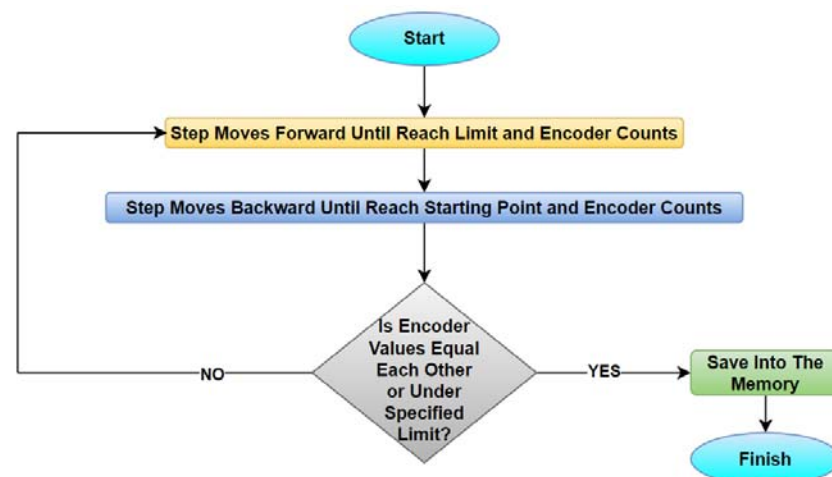 Start
Step Moves Forward Until Reach Limit and Encoder Counts
Step Moves Backward Until Reach Starting Point and Encoder Counts
Is Encoder
Values Equal
Each Other
or Under
Specified
Limit?
NO
YES
Save Into The
Memory
Finish